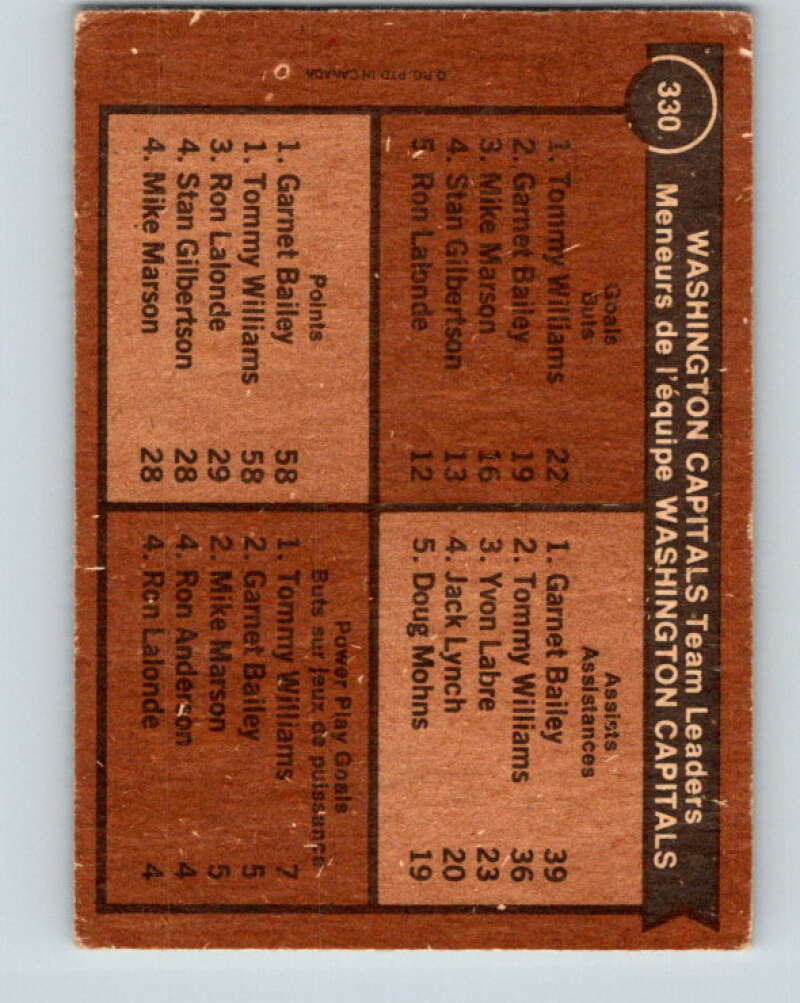 330
WASHINGTON CAPITALS Team Leaders
Meneurs de l'équipe WASHINGTON CAPITALS
Goals
Buts
1. Tommy Williams 22
2. Garnet Bailey 19
3. Mike Marson 16
4. Stan Gilbertson 13
5. Ron Lalonde 12
Assists
Assistances
1. Garnet Bailey 39
2. Tommy Williams 36
3. Yvon Labre 23
4. Jack Lynch 20
5. Doug Mohns 19
Points
1. Garnet Bailey 58
1. Tommy Williams 58
3. Ron Lalonde 29
4. Stan Gilbertson 28
4. Mike Marson 28
Power Play Goals
Buts sur jeux de puissance
1. Tommy Williams 7
2. Garnet Bailey 5
2. Mike Marson 5
4. Ron Anderson 4
4. Ron Lalonde 4
O.P.C. PTD. IN CANADA